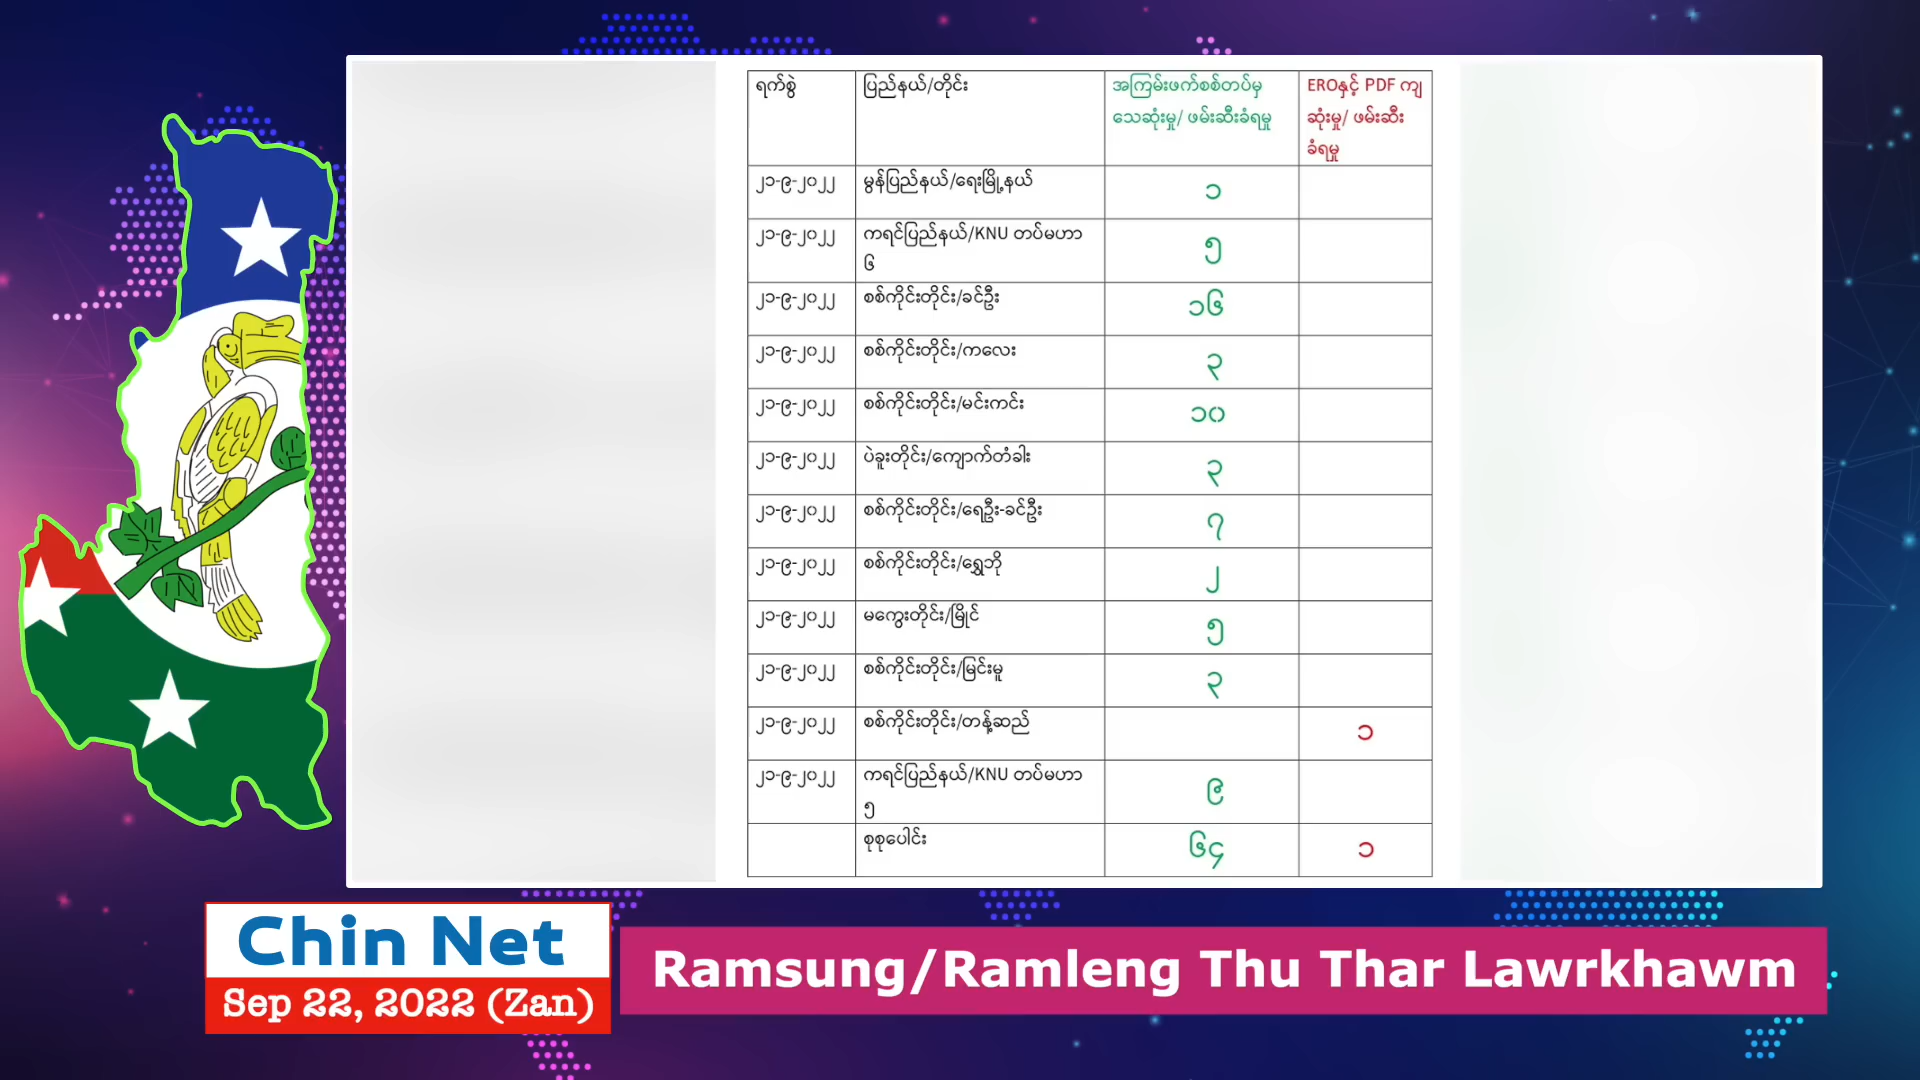 ရက်စွဲ ပြည်နယ်/တိုင်း အကြမ်းဖက်စစ်တပ်မှ EROနှင့် PDF ကျ
သေဆုံးမှု/ ဖမ်းဆီးခံရမှု ဆုံးမှု/ ဖမ်းဆီး
ခံရမှု
၂၁-၉-၂၀၂၂ မွန်ပြည်နယ်/ရေးမြို့နယ် ၁
၂၁-၉-၂၀၂၂ ကရင်ပြည်နယ်/KNU တပ်မဟာ ၅
၆
၂၁-၉-၂၀၂၂ စစ်ကိုင်းတိုင်း/ခင်ဦး ၁၆
၂၁-၉-၂၀၂၂ စစ်ကိုင်းတိုင်း/ကလေး ၃
၂၁-၉-၂၀၂၂ စစ်ကိုင်းတိုင်း/မင်းကင်း ၁၀
၂၁-၉-၂၀၂၂ ပဲခူးတိုင်း/ကျောက်တံခါး ၃
၂၁-၉-၂၀၂၂ စစ်ကိုင်းတိုင်း/ရေဦး-ခင်ဦး ၇
၂၁-၉-၂၀၂၂ စစ်ကိုင်းတိုင်း/ရွှေဘို ၂
၂၁-၉-၂၀၂၂ မကွေးတိုင်း/မြိုင် ၅
၂၁-၉-၂၀၂၂ စစ်ကိုင်းတိုင်း/မြင်းမူ ၃
၂၁-၉-၂၀၂၂ စစ်ကိုင်းတိုင်း/တန့်ဆည် ၁
၂၁-၉-၂၀၂၂ ကရင်ပြည်နယ်/KNU တပ်မဟာ ၉
၅
စုစုပေါင်း ၆၄ ၁
Chin Net
Sep 22, 2022 (Zan)
Ramsung/Ramleng Thu Thar Lawrkhawm